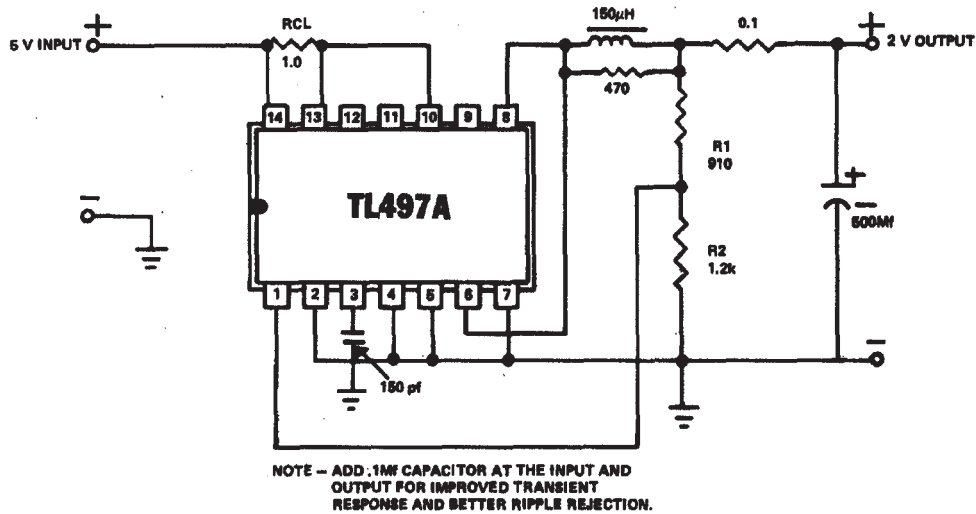 RCL
150μH
0.1
+
+
5 V INPUT
2 V OUTPUT
1.0
470
14 13 12 11 10 9 8
R1
910
TL497A
+
−
−
500Mf
R2
1.2k
1 2 3 4 5 6 7
−
150 pf
NOTE – ADD .1Mf CAPACITOR AT THE INPUT AND
OUTPUT FOR IMPROVED TRANSIENT
RESPONSE AND BETTER RIPPLE REJECTION.